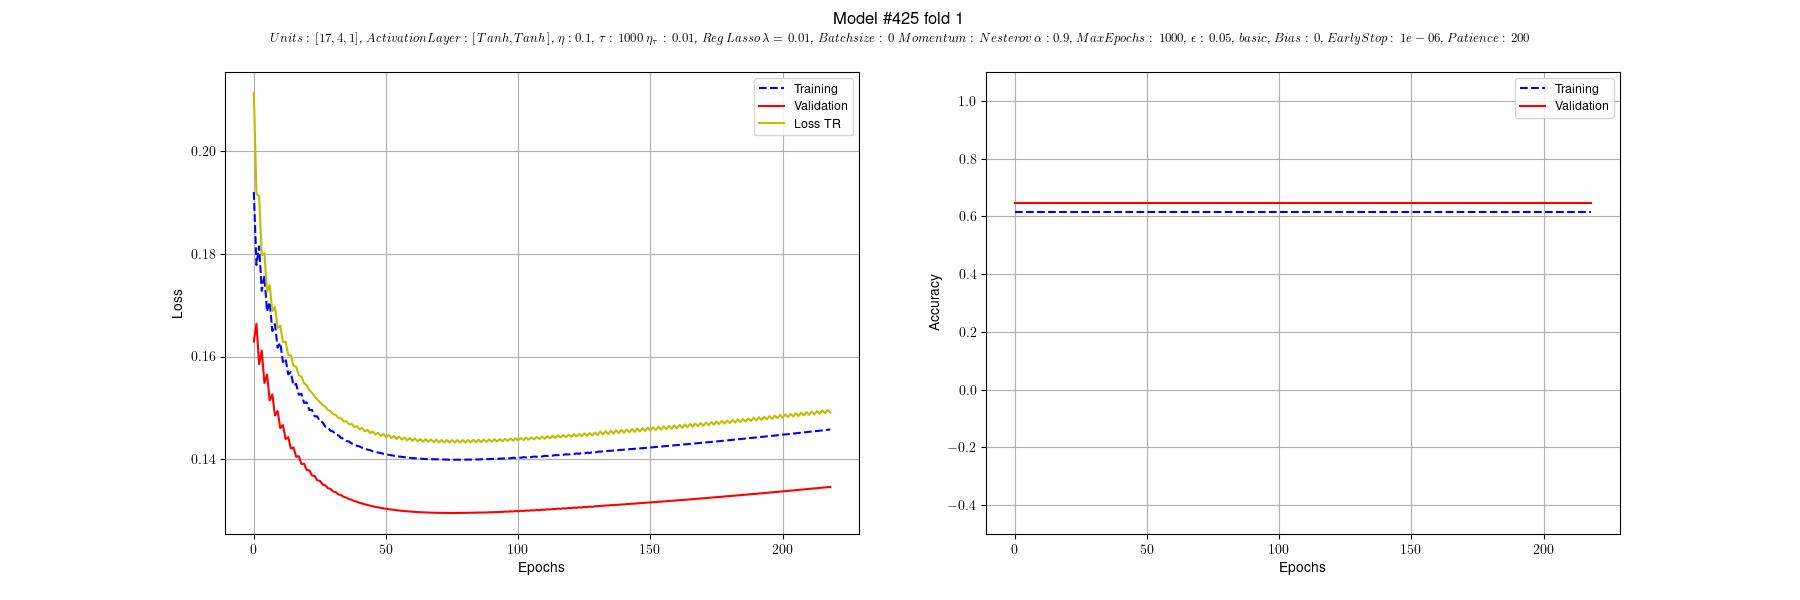 Model #425 fold 1
Units : [17, 4, 1], ActivationLayer : [Tanh, Tanh], η : 0.1, τ : 1000 ητ : 0.01, Reg Lasso λ = 0.01, Batchsize : 0 Momentum : Nesterov α : 0.9, MaxEpochs : 1000, ϵ : 0.05, basic, Bias : 0, EarlyStop : 1e − 06, Patience : 200
Training
Validation
Loss TR
0.20
0.18
0.16
0.14
Loss
0
50
100
150
200
Epochs
Training
Validation
1.0
0.8
0.6
0.4
0.2
0.0
−0.2
−0.4
Accuracy
0
50
100
150
200
Epochs